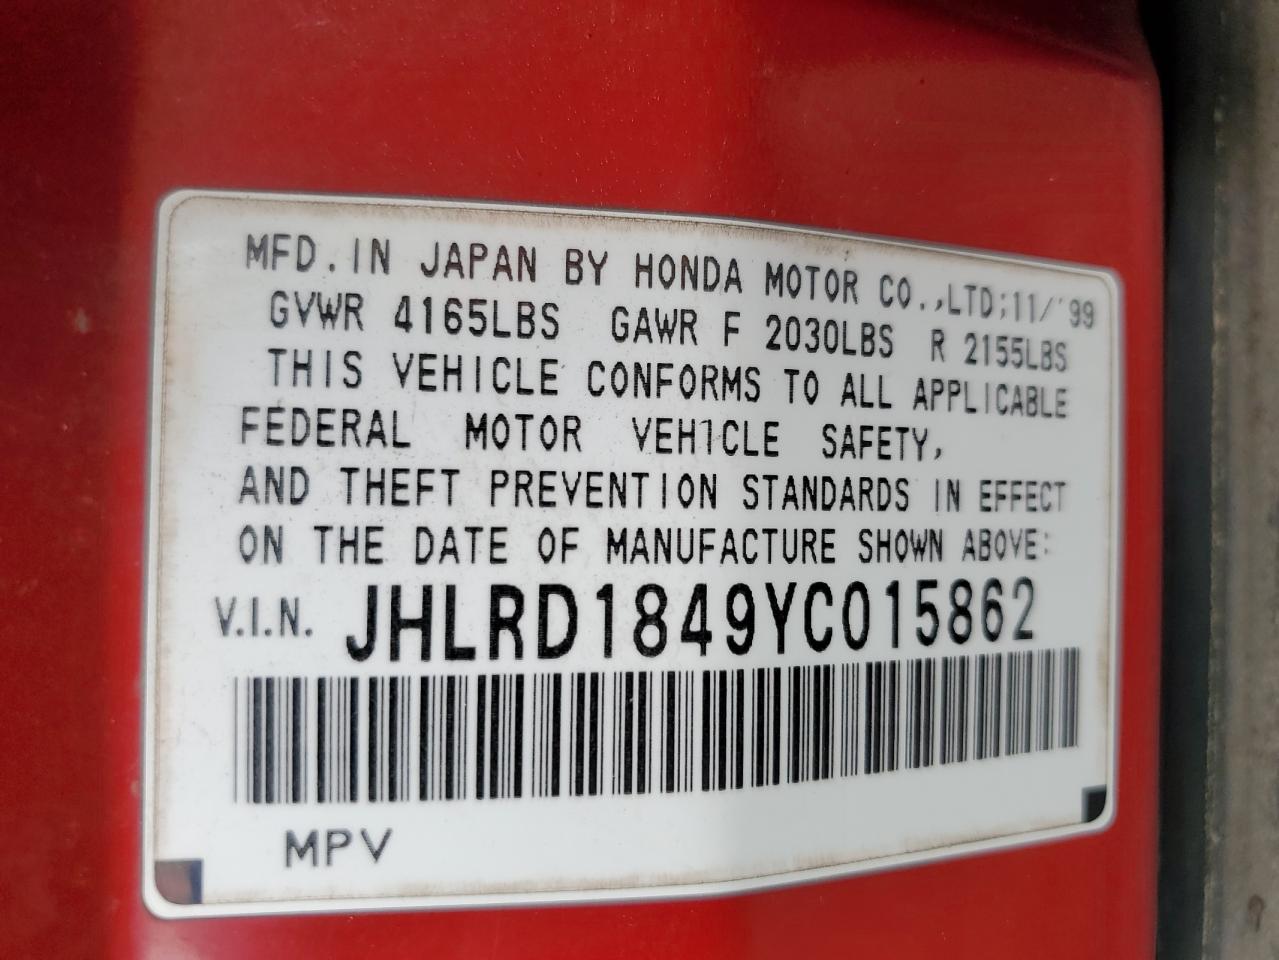 MFD. IN JAPAN BY HONDA MOTOR CO.,LTD;11/'99
GVWR 4165LBS GAWR F 2030LBS R 2155LBS
THIS VEHICLE CONFORMS TO ALL APPLICABLE
FEDERAL MOTOR VEHICLE SAFETY,
AND THEFT PREVENTION STANDARDS IN EFFECT
ON THE DATE OF MANUFACTURE SHOWN ABOVE:
V.I.N. JHLRD1849YC015862
MPV